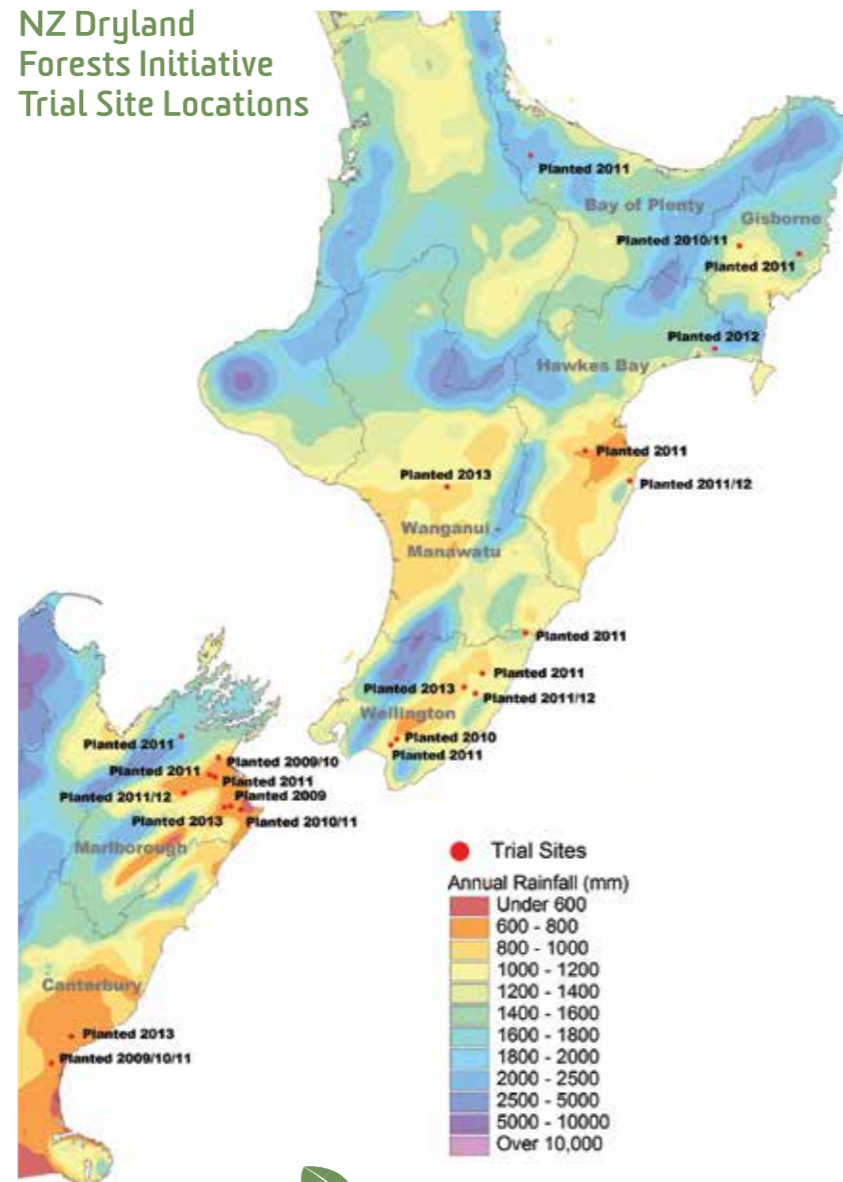 NZ Dryland
Forests Initiative
Trial Site Locations
Planted 2011
Bay of Plenty
Gisborne
Planted 2010/11
Planted 2011
Planted 2012
Hawkes Bay
Planted 2011
Planted 2013
Planted 2011/12
Wanganui -
Manawatu
Planted 2011
Planted 2011
Planted 2013
Planted 2011/12
Wellington
Planted 2010
Planted 2011
Planted 2011
Planted 2009/10
Planted 2011
Planted 2011
Planted 2011/12
Planted 2009
Planted 2013
Planted 2010/11
Marlborough
Trial Sites
Annual Rainfall (mm)
Under 600
600 - 800
800 - 1000
1000 - 1200
1200 - 1400
1400 - 1600
1600 - 1800
1800 - 2000
2000 - 2500
2500 - 5000
5000 - 10000
Over 10,000
Canterbury
Planted 2013
Planted 2009/10/11